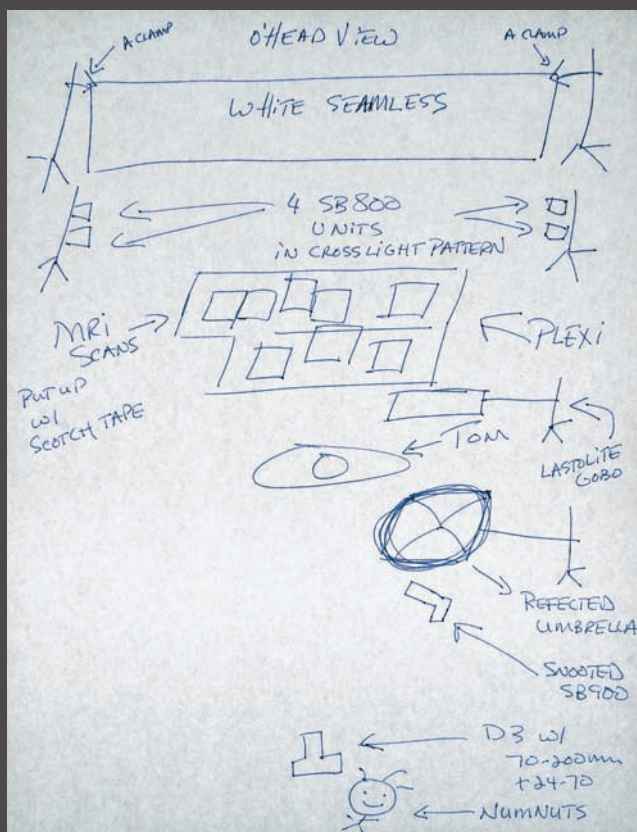 O'HEAD VIEW
A CLAMP
A CLAMP
WHITE SEAMLESS
4 SB800
UNITS
IN CROSSLIGHT PATTERN
MRI
SCANS
PUT UP
W/
SCOTCH TAPE
PLEXI
TOM
LASTOLITE
GOBO
REFECTED
UMBRELLA
SNOOTED
SB900
D3 W/
70-200mm
+24-70
NUMNUTS